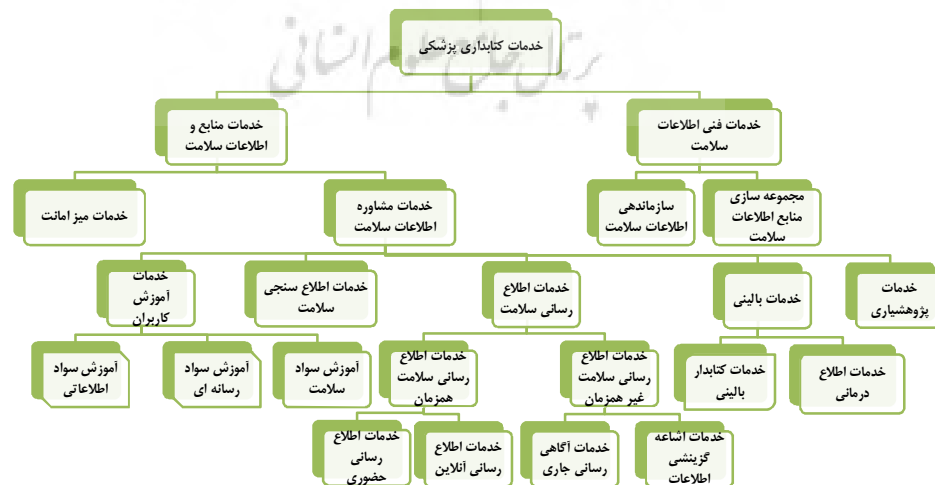 خدمات کتابداری پزشکی
پرتال جامع علوم انسانی
خدمات فنی اطلاعات
سلامت
خدمات منابع و
اطلاعات سلامت
مجموعه سازی
منابع اطلاعات
سلامت
سازماندهی
اطلاعات سلامت
خدمات مشاوره
اطلاعات سلامت
خدمات میز امانت
خدمات
پژوهشیاری
خدمات بالینی
خدمات اطلاع
رسانی سلامت
خدمات اطلاع سنجی
سلامت
خدمات
آموزش
کاربران
خدمات اطلاع
درمانی
خدمات کتابدار
بالینی
خدمات اطلاع
رسانی سلامت
غیر همزمان
خدمات اطلاع
رسانی سلامت
همزمان
آموزش سواد
سلامت
آموزش سواد
رسانه ای
آموزش سواد
اطلاعاتی
خدمات اشاعه
گزینشی
اطلاعات
خدمات آگاهی
رسانی جاری
خدمات اطلاع
رسانی آنلاین
خدمات اطلاع
رسانی
حضوری